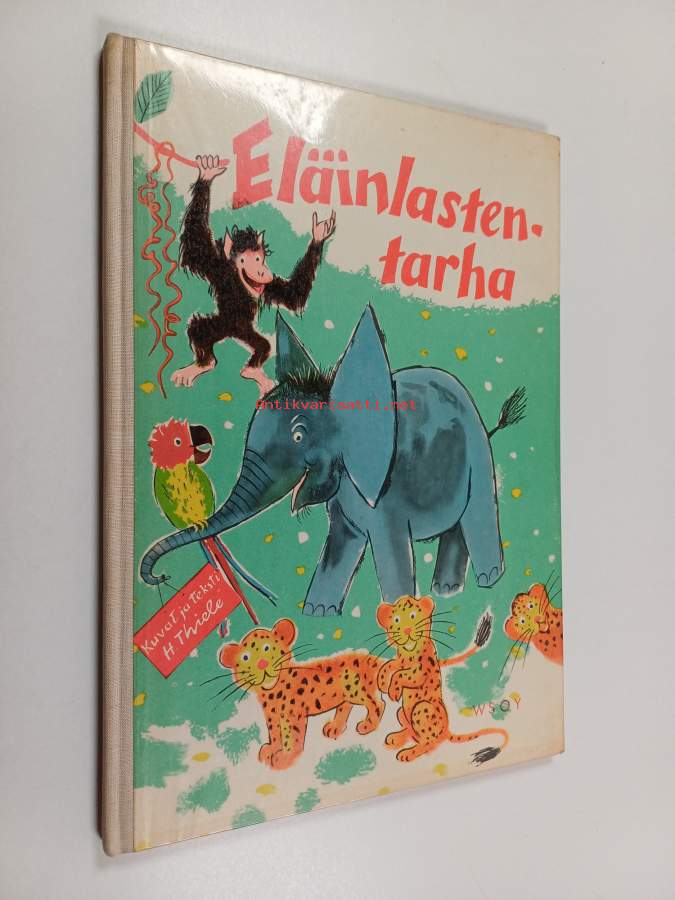 Eläinlasten-
tarha
Antikvariaatti.net
Kuvat ja teksti
H. Thiele
WSOY